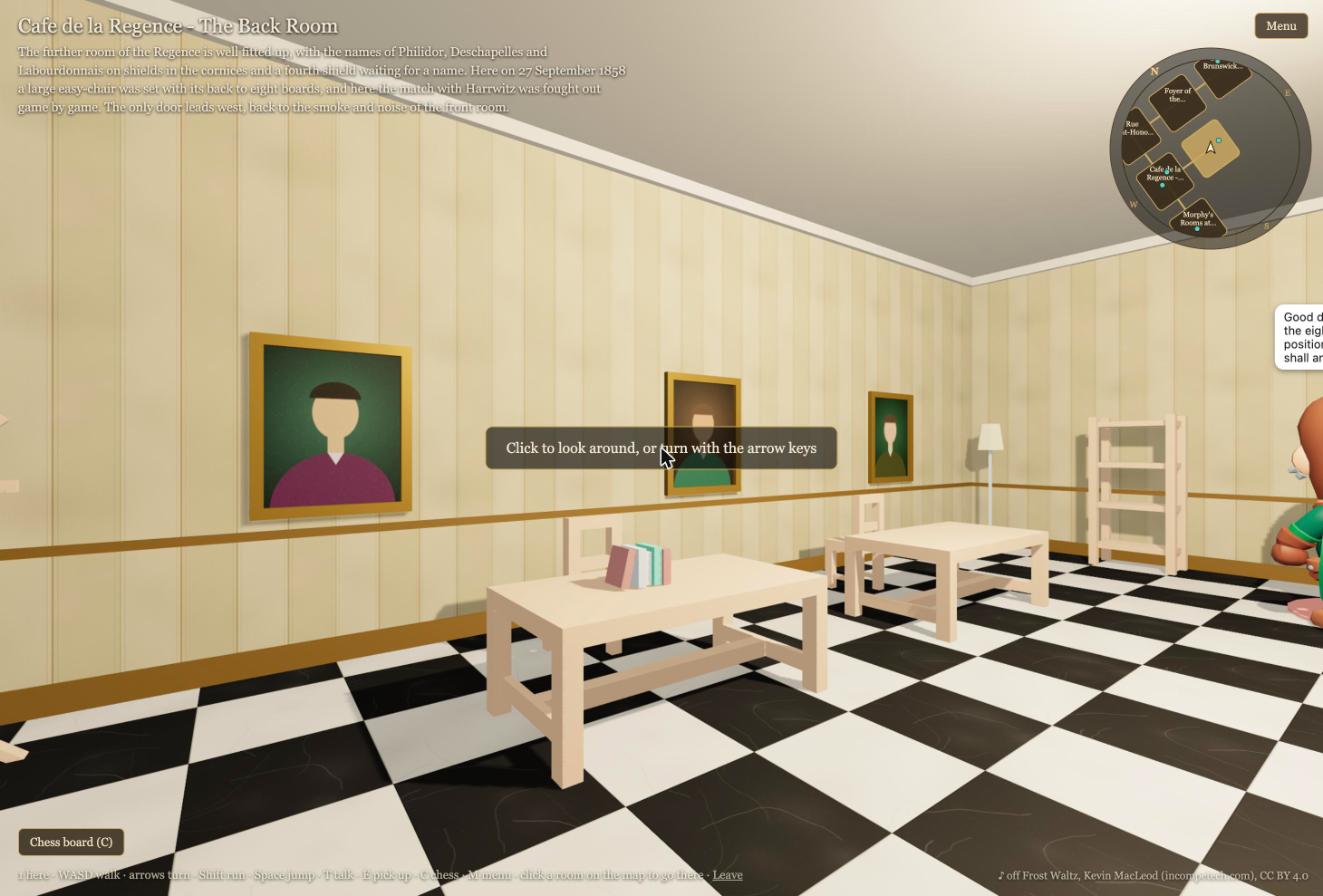 Cafe de la Regence - The Back Room
The further room of the Regence is well fitted up, with the names of Philidor, Deschapelles and
Labourdonnais on shields in the cornices and a fourth shield waiting for a name. Here on 27 September 1858
a large easy-chair was set with its back to eight boards, and here the match with Harrwitz was fought out
game by game. The only door leads west, back to the smoke and noise of the front room.
Menu
N
E
W
S
Brunswick...
Foyer of
the...
Rue
t-Hono...
Cafe de la
Regence -...
Morphy's
Rooms at...
Good d
the eigh
position
shall an
Click to look around, or turn with the arrow keys
Chess board (C)
1 here · WASD walk · arrows turn · Shift run · Space jump · T talk · E pick up · C chess · M menu · click a room on the map to go there · Leave
♪ off Frost Waltz, Kevin MacLeod (incompetech.com), CC BY 4.0